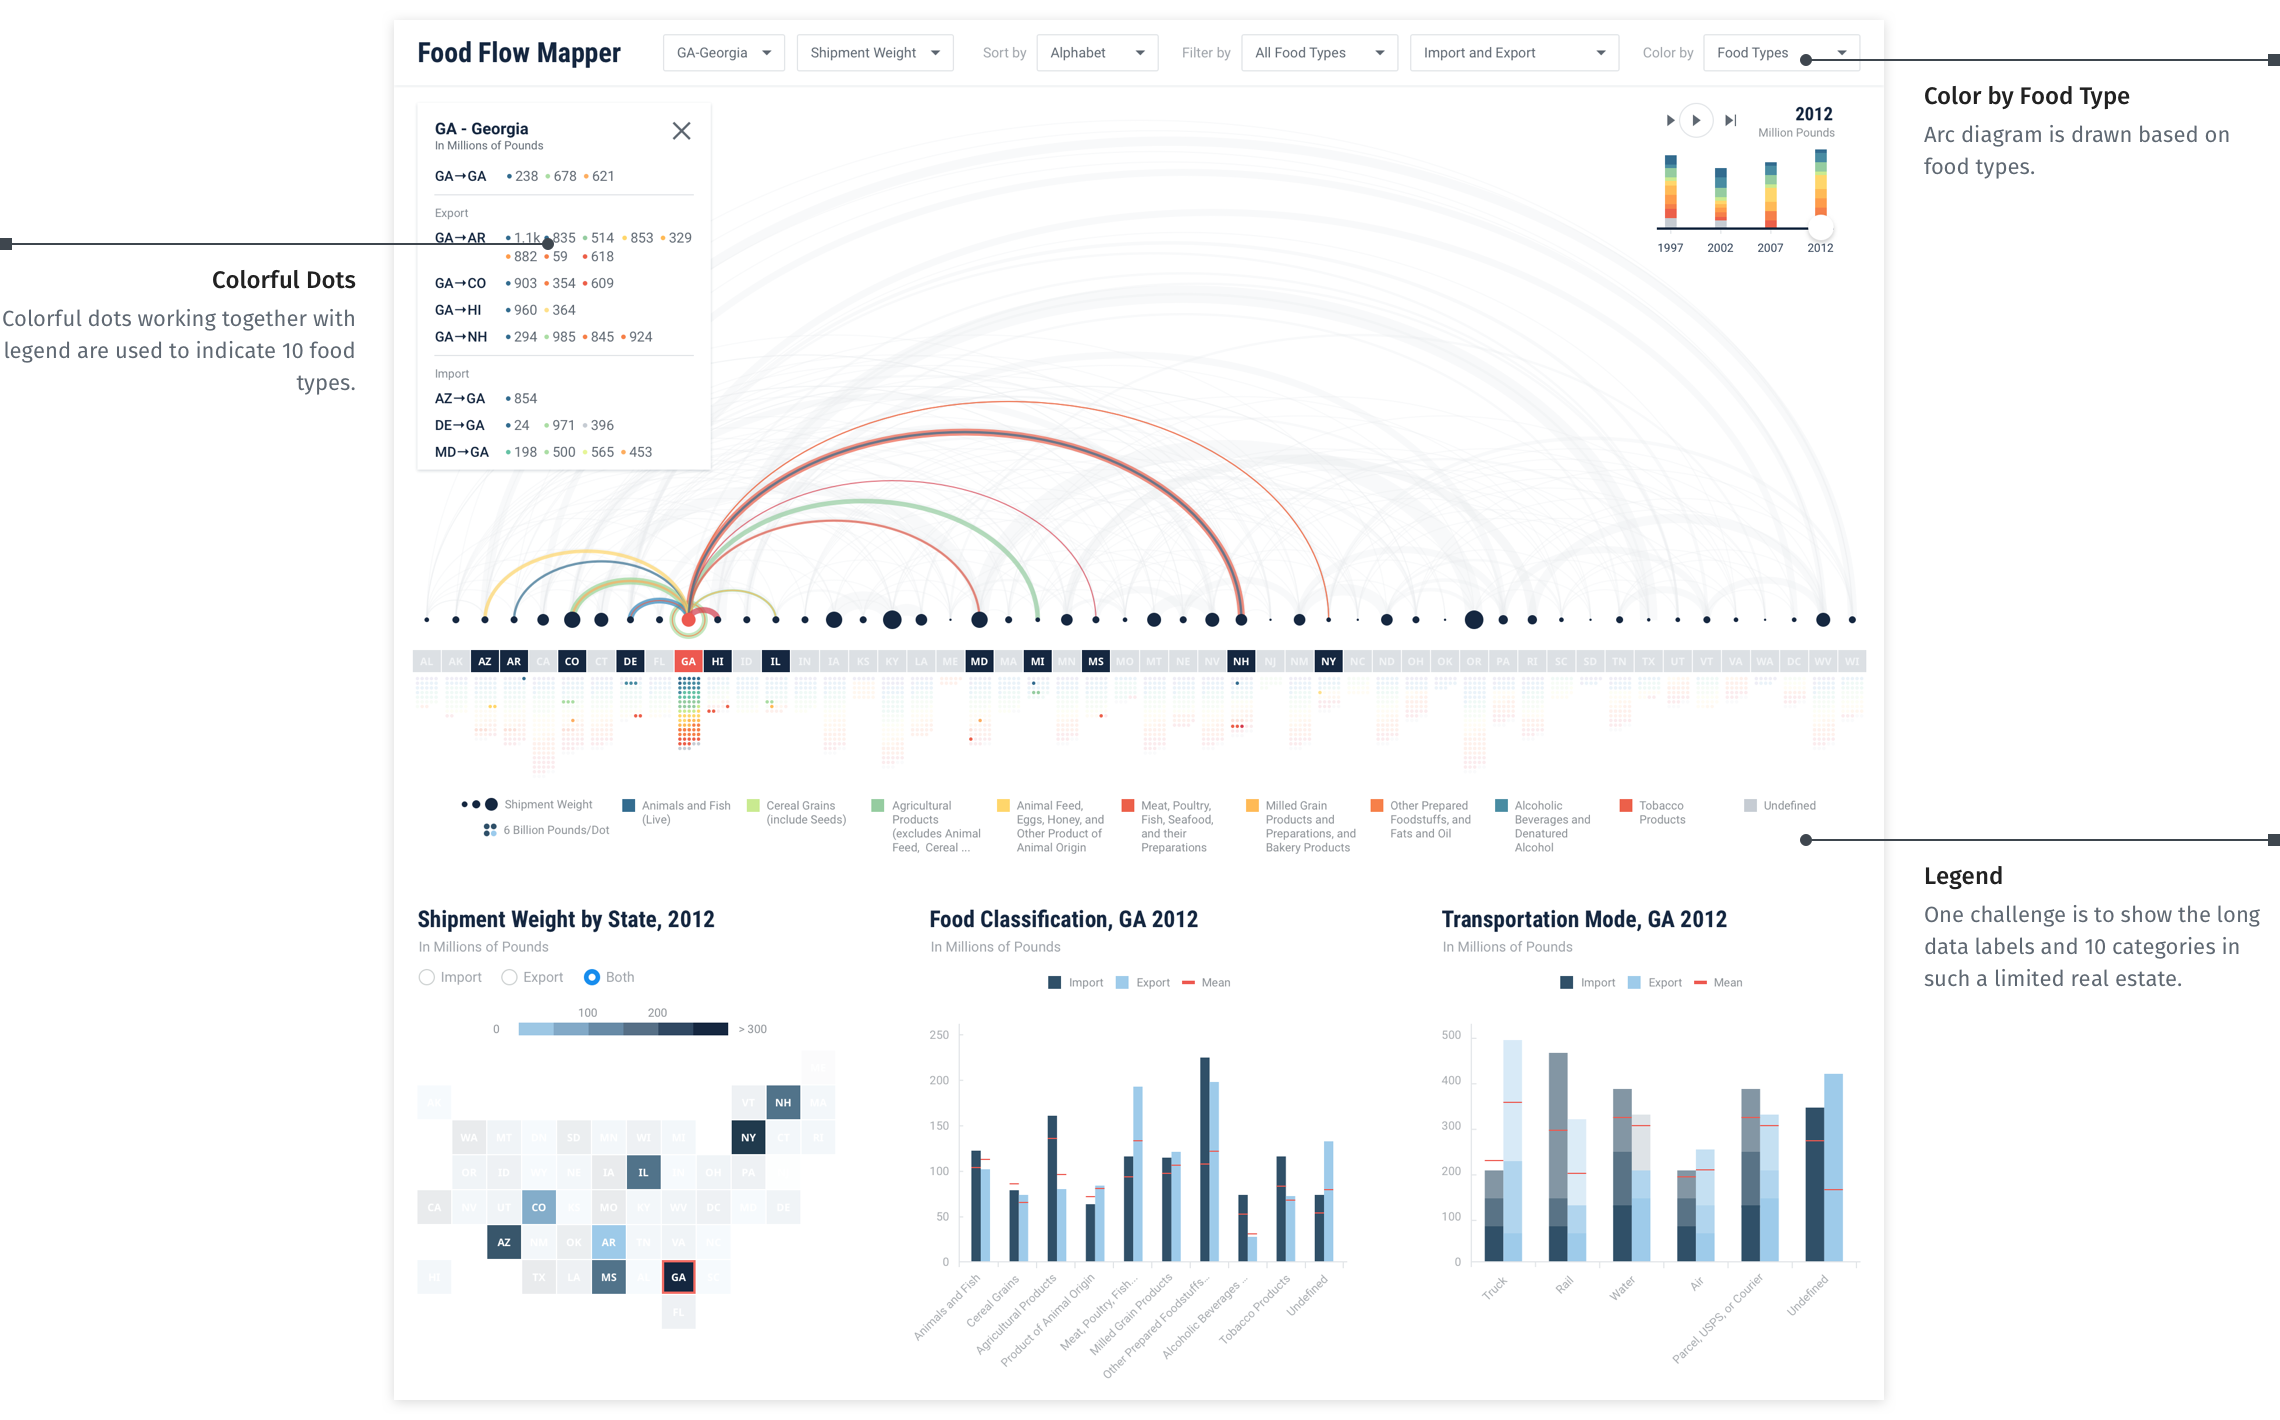 Food Flow Mapper
GA-Georgia
Shipment Weight
Sort by
Alphabet
Filter by
All Food Types
Import and Export
Color by
Food Types
Color by Food Type
Arc diagram is drawn based on
food types.
GA - Georgia
In Millions of Pounds
GA→GA 238 678 621
Export
GA→AR 1.1k 835 514 853 329
882 59 618
GA→CO 903 354 609
GA→HI 960 364
GA→NH 294 985 845 924
Import
AZ→GA 854
DE→GA 24 971 396
MD→GA 198 500 565 453
Colorful Dots
Colorful dots working together with
legend are used to indicate 10 food
types.
2012
Million Pounds
1997 2002 2007 2012
AL AK AZ AR CA CO CT DE FL GA HI ID IL IN IA KS KY LA ME MD MA MI MN MS MO MT NE NV NH NJ NM NY NC ND OH OK OR PA RI SC SD TN TX UT VT VA WA DC WV WI
Shipment Weight
6 Billion Pounds/Dot
Animals and Fish
(Live)
Cereal Grains
(include Seeds)
Agricultural
Products
(excludes Animal
Feed, Cereal ...
Animal Feed,
Eggs, Honey, and
Other Product of
Animal Origin
Meat, Poultry,
Fish, Seafood,
and their
Preparations
Milled Grain
Products and
Preparations, and
Bakery Products
Other Prepared
Foodstuffs, and
Fats and Oil
Alcoholic
Beverages and
Denatured
Alcohol
Tobacco
Products
Undefined
Legend
One challenge is to show the long
data labels and 10 categories in
such a limited real estate.
Shipment Weight by State, 2012
In Millions of Pounds
Import Export Both
100 200
0 > 300
VT NH MA
WA MT SD MN WI MI NY CT RI
OR ID WY NE IA IL OH PA
CA NV UT CO MO KY WV DC MD DE
AZ NM OK AR TN VA
HI TX LA MS GA
FL
Food Classification, GA 2012
In Millions of Pounds
Import Export Mean
250
200
150
100
50
0
Animals and Fish
Cereal Grains
Agricultural Products
Product of Animal Origin
Meat, Poultry, Fish...
Milled Grain Products
Other Prepared Foodstuffs...
Alcoholic Beverages ...
Tobacco Products
Undefined
Transportation Mode, GA 2012
In Millions of Pounds
Import Export Mean
500
400
300
200
100
0
Truck
Rail
Water
Air
Parcel, USPS, or Courier
Undefined